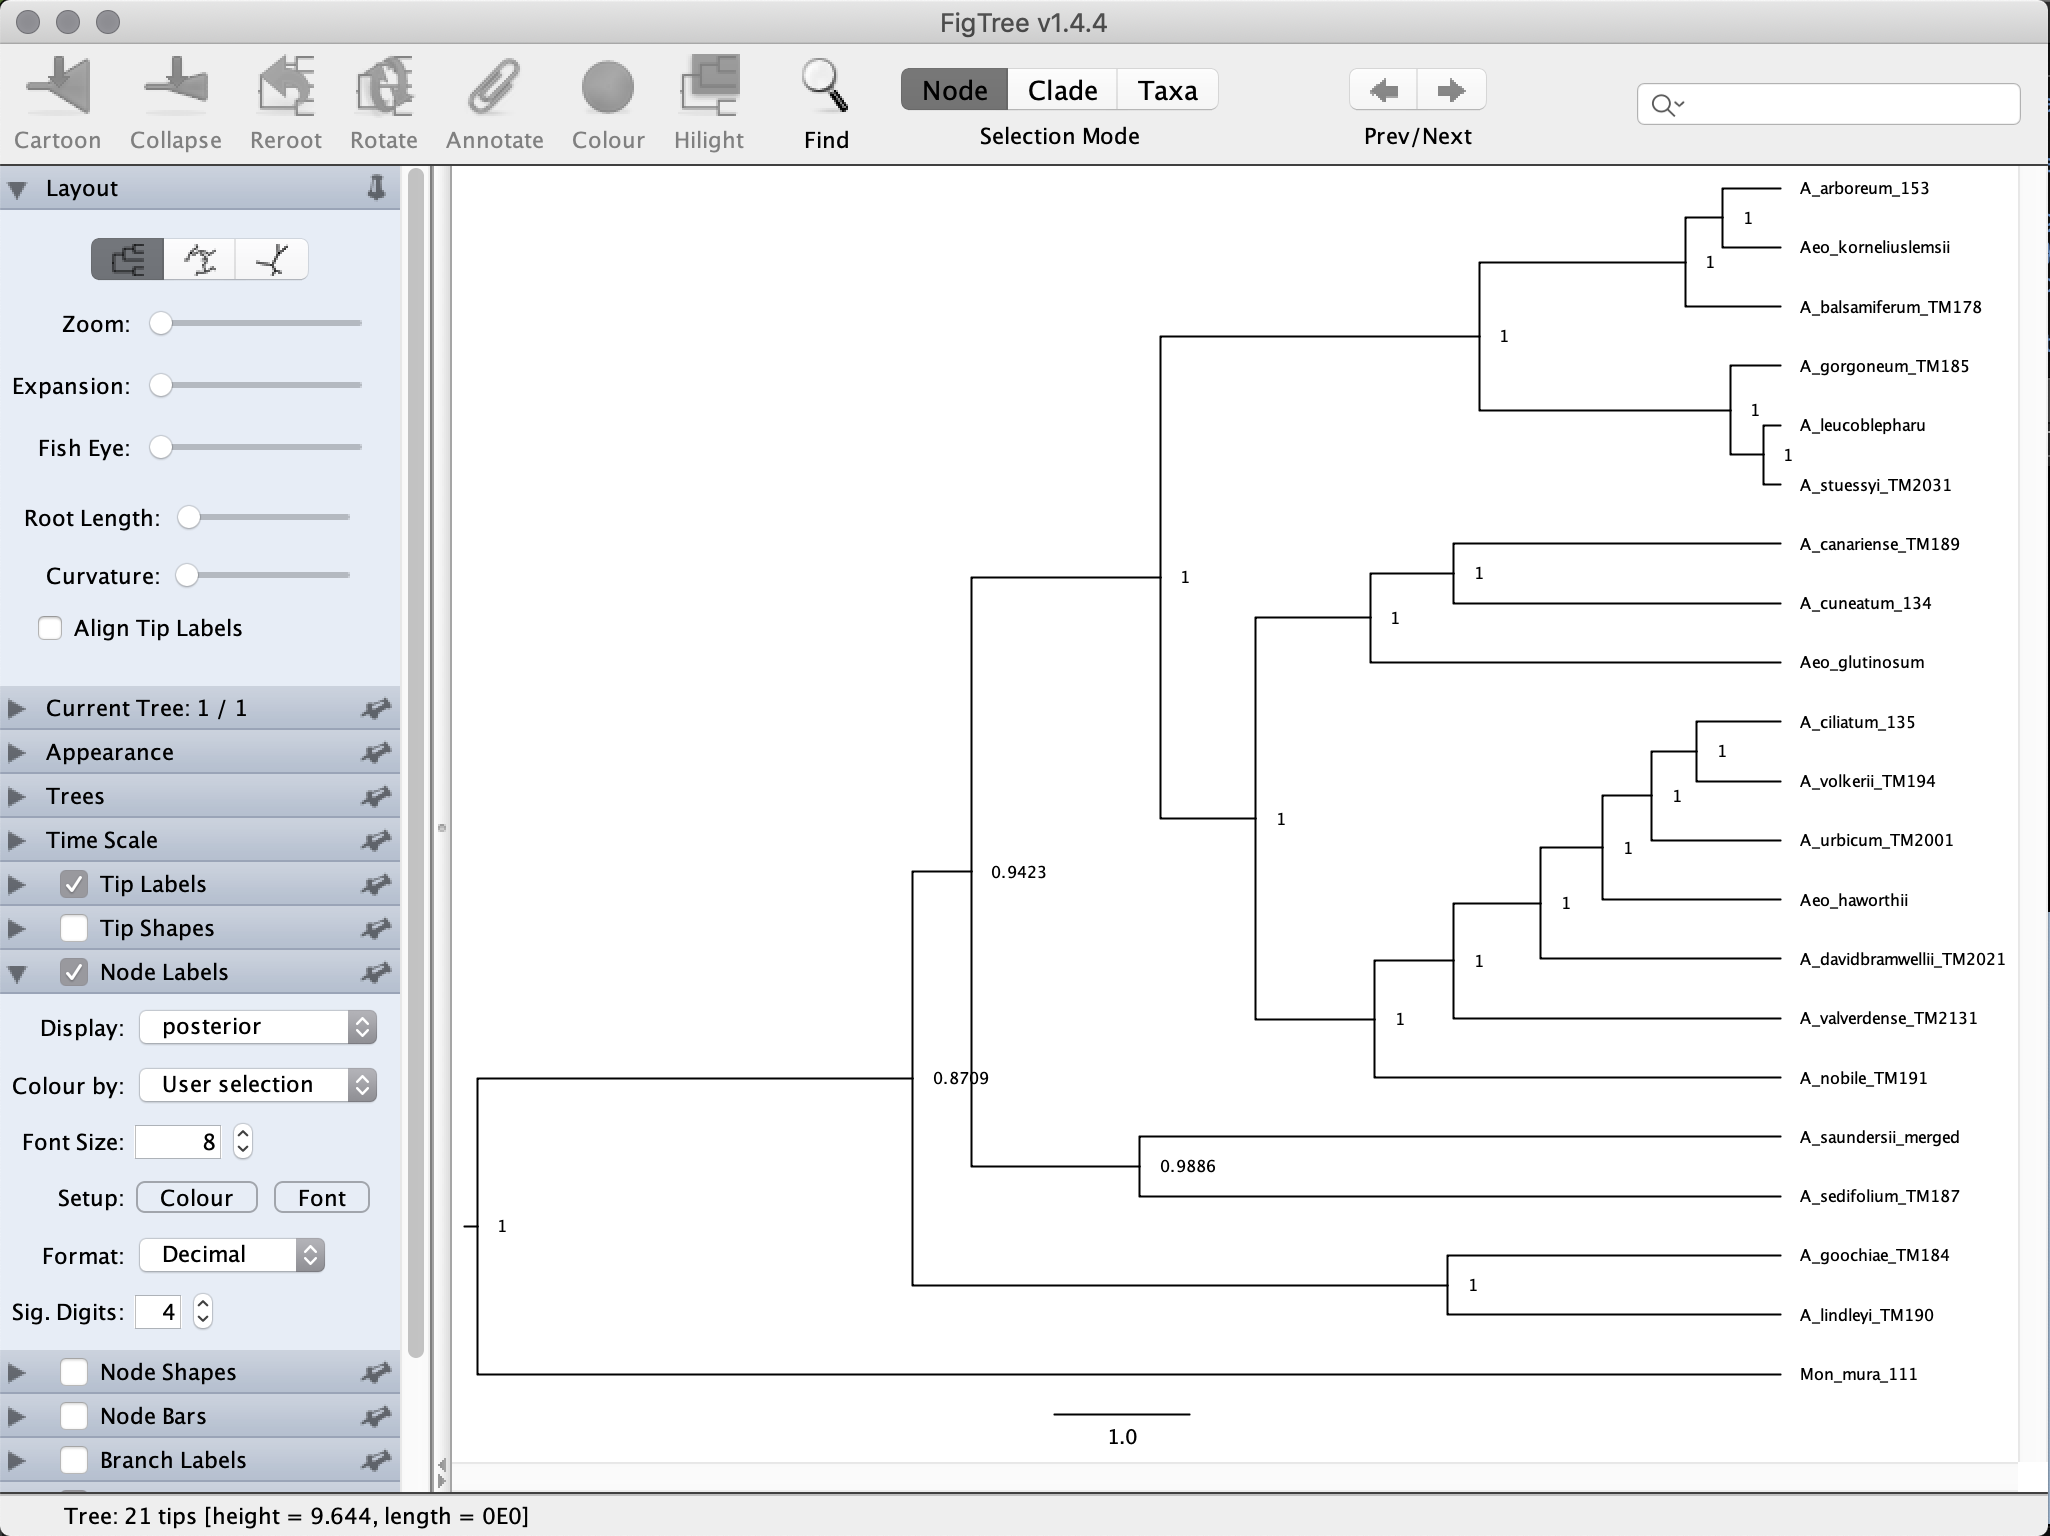 FigTree v1.4.4
Cartoon Collapse Reroot Rotate Annotate Colour Hilight Find
Node Clade Taxa
Selection Mode
Prev/Next
Layout
Zoom:
Expansion:
Fish Eye:
Root Length:
Curvature:
Align Tip Labels
Current Tree: 1 / 1
Appearance
Trees
Time Scale
Tip Labels
Tip Shapes
Node Labels
Display: posterior
Colour by: User selection
Font Size: 8
Setup: Colour Font
Format: Decimal
Sig. Digits: 4
Node Shapes
Node Bars
Branch Labels
A_arboreum_153
1
Aeo_korneliuslemsii
1
A_balsamiferum_TM178
1
A_gorgoneum_TM185
1
A_leucoblepharu
1
A_stuessyi_TM2031
A_canariense_TM189
1
1
A_cuneatum_134
1
Aeo_glutinosum
A_ciliatum_135
1
A_volkerii_TM194
1
1
A_urbicum_TM2001
1
0.9423
Aeo_haworthii
1
A_davidbramwellii_TM2021
1
A_valverdense_TM2131
1
0.8709
A_nobile_TM191
A_saundersii_merged
0.9886
A_sedifolium_TM187
1
A_goochiae_TM184
1
A_lindleyi_TM190
Mon_mura_111
1.0
Tree: 21 tips [height = 9.644, length = 0E0]